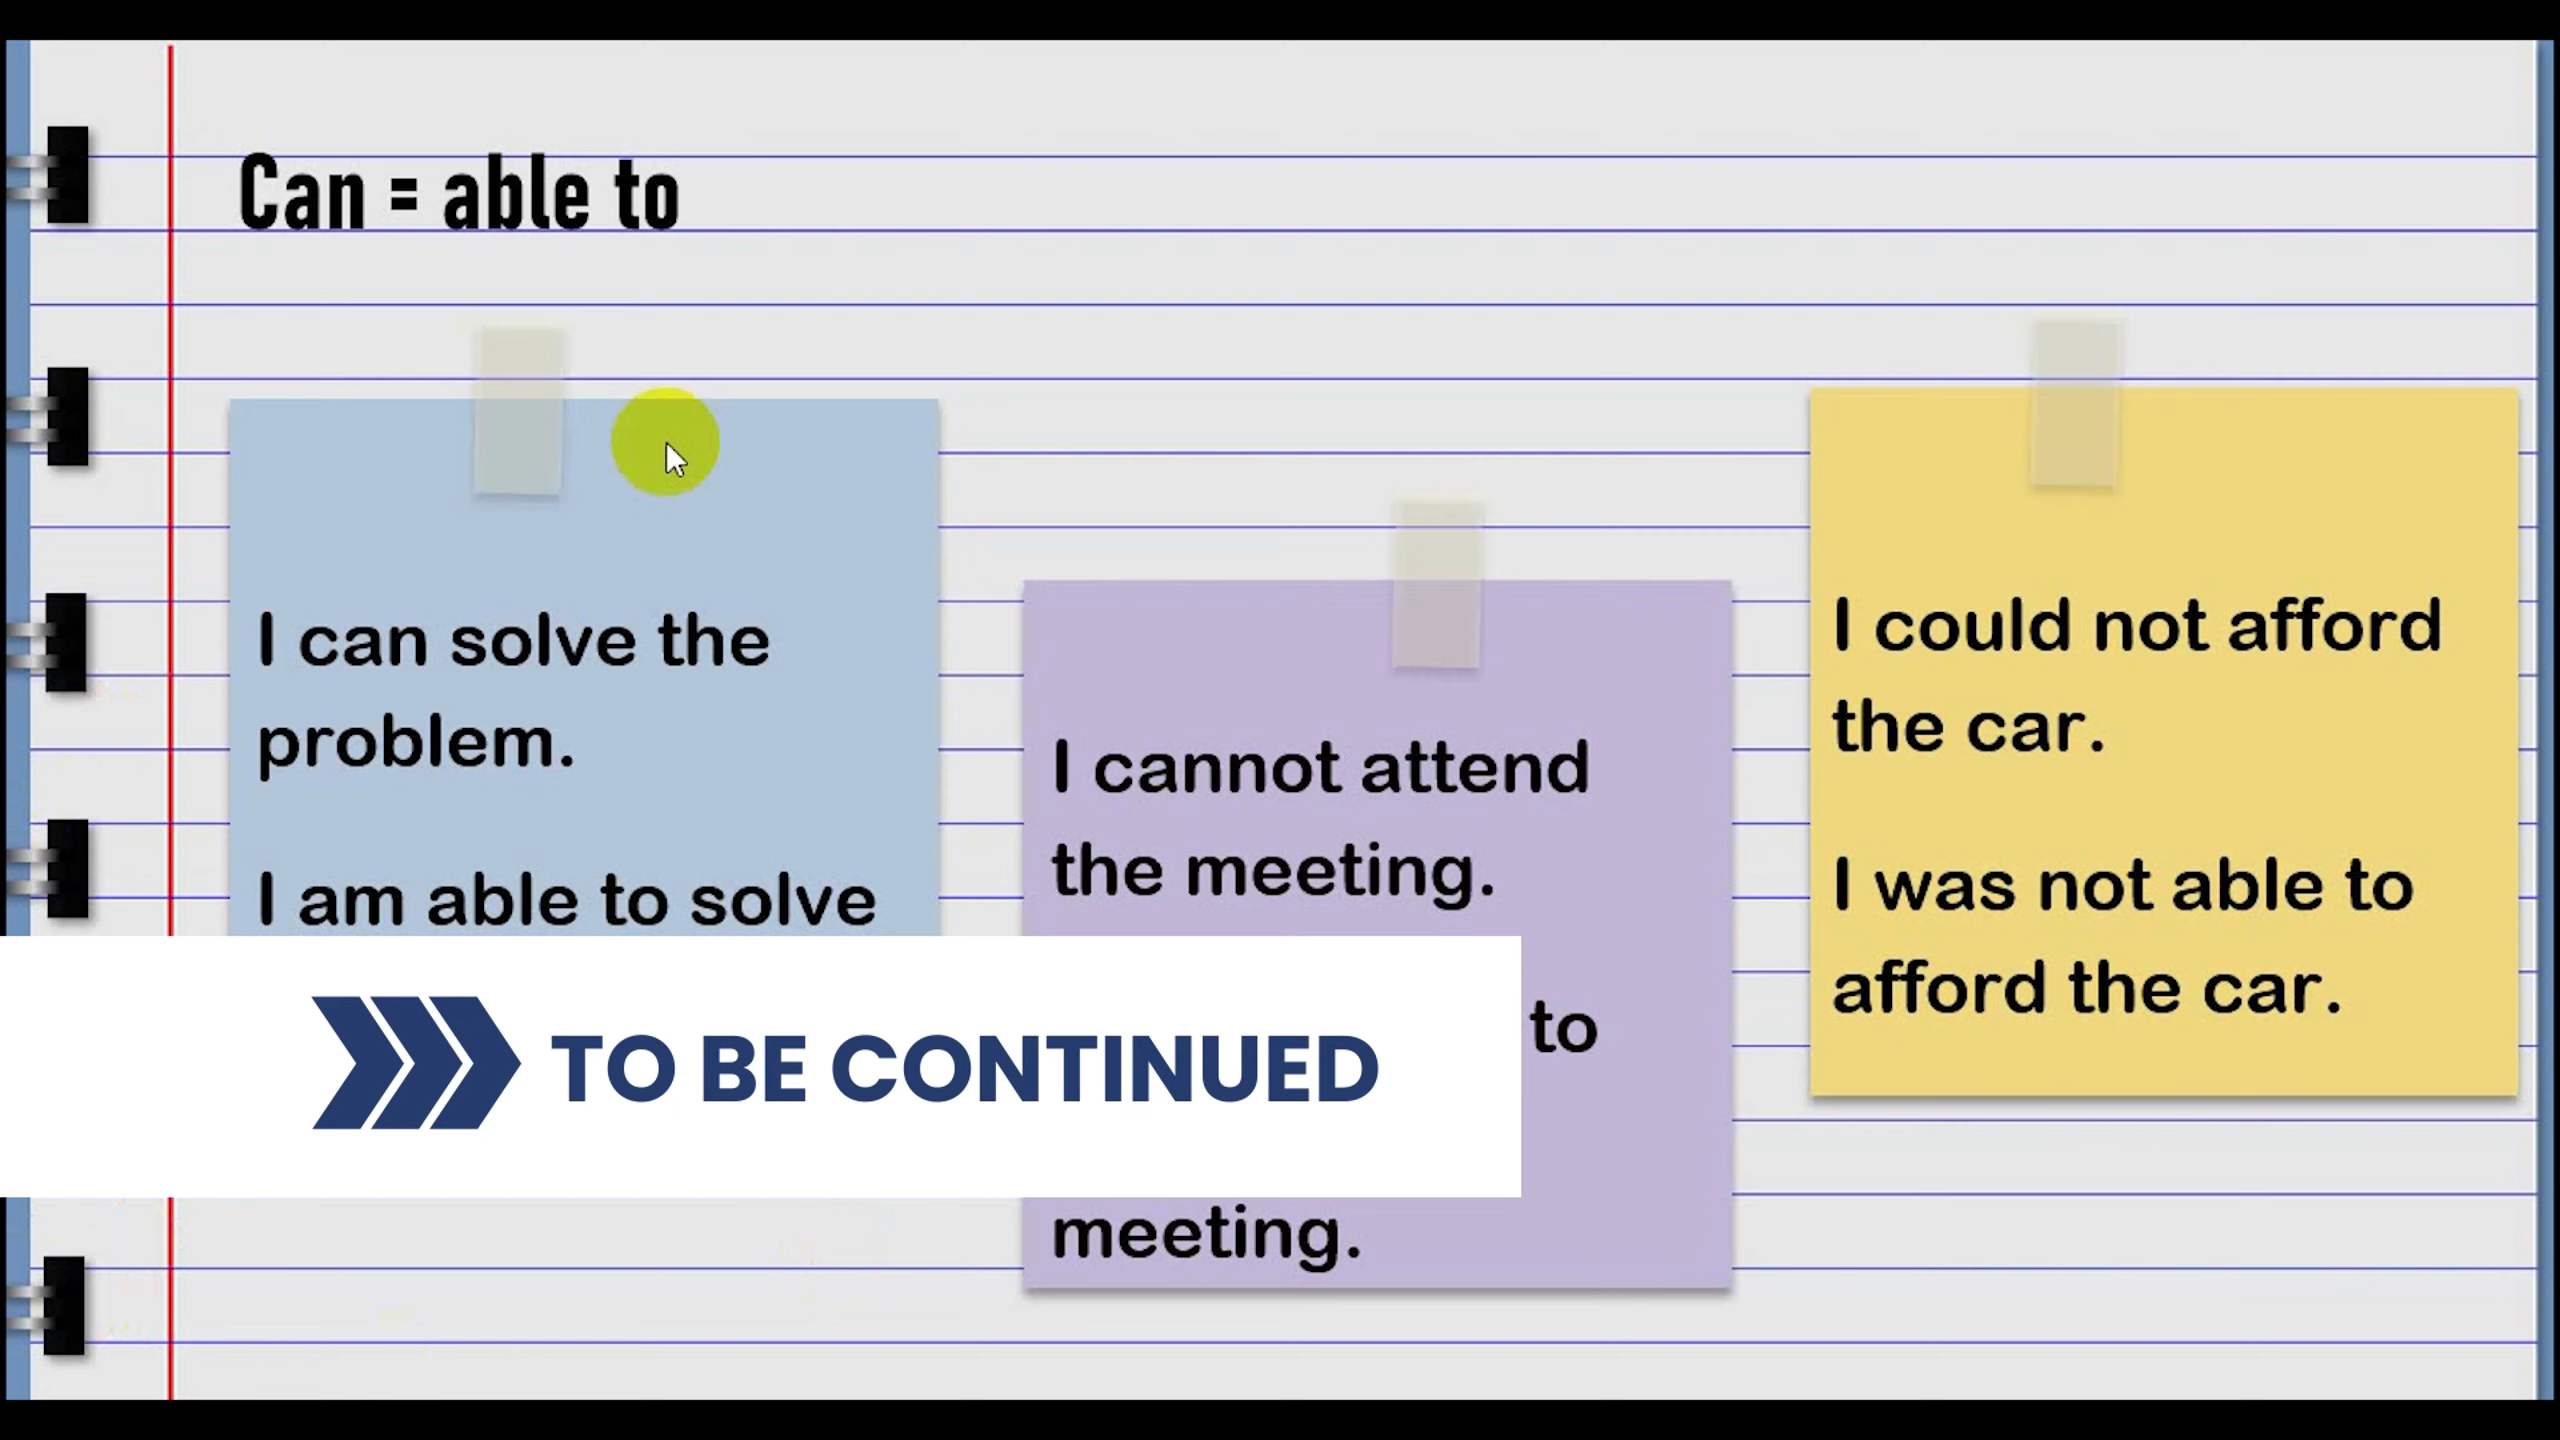 Can = able to
I can solve the
problem.
I am able to solve
I cannot attend
the meeting.
to
meeting.
I could not afford
the car.
I was not able to
afford the car.
TO BE CONTINUED